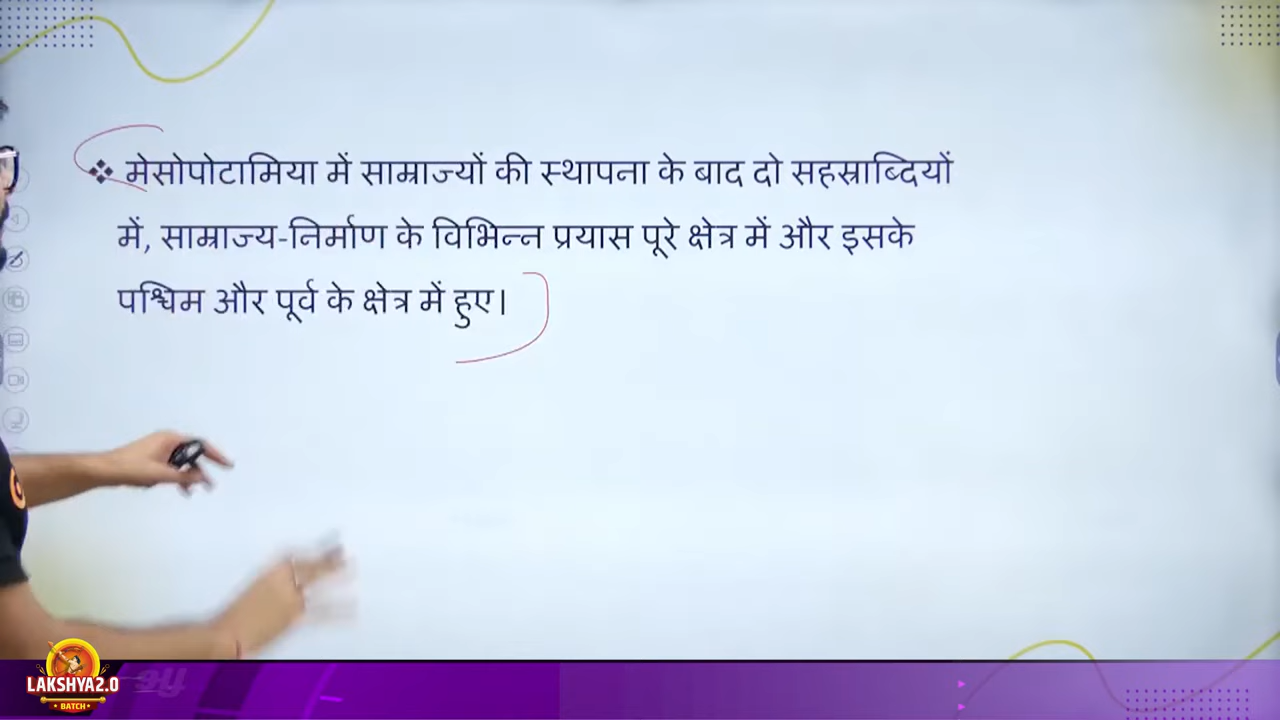 ❖ मेसोपोटामिया में साम्राज्यों की स्थापना के बाद दो सहस्राब्दियों
में, साम्राज्य-निर्माण के विभिन्न प्रयास पूरे क्षेत्र में और इसके
पश्चिम और पूर्व के क्षेत्र में हुए।
LAKSHYA2.0
BATCH